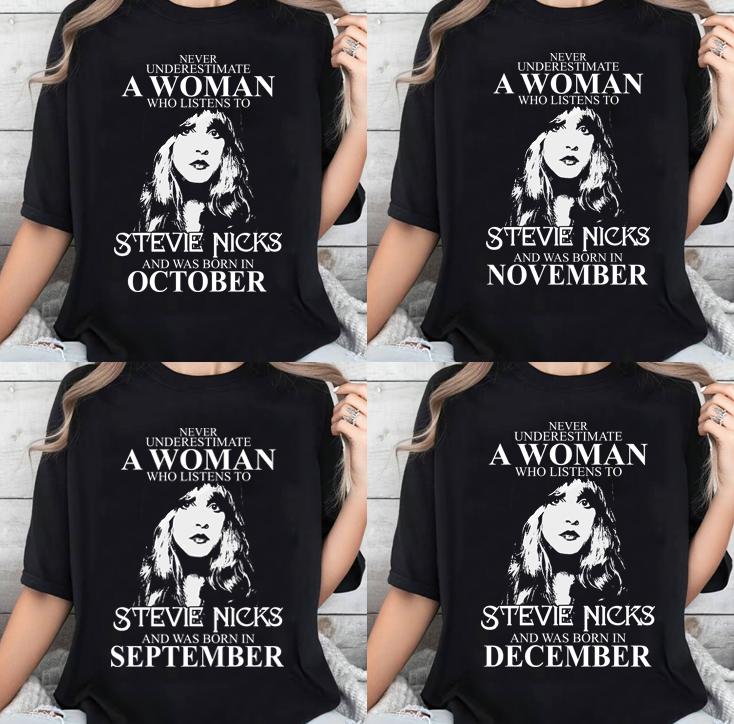 NEVER
UNDERESTIMATE
A WOMAN
WHO LISTENS TO
STEVIE NICKS
AND WAS BORN IN
OCTOBER
NEVER
UNDERESTIMATE
A WOMAN
WHO LISTENS TO
STEVIE NICKS
AND WAS BORN IN
NOVEMBER
NEVER
UNDERESTIMATE
A WOMAN
WHO LISTENS TO
STEVIE NICKS
AND WAS BORN IN
SEPTEMBER
NEVER
UNDERESTIMATE
A WOMAN
WHO LISTENS TO
STEVIE NICKS
AND WAS BORN IN
DECEMBER